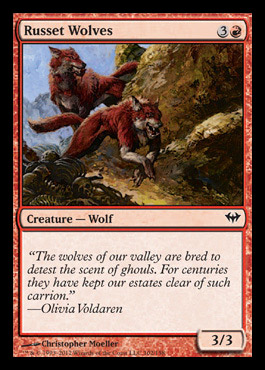 Russet Wolves 3
Creature — Wolf
“The wolves of our valley are bred to
detest the scent of ghouls. For centuries
they have kept our estates clear of such
carrion.”
—Olivia Voldaren
Christopher Moeller
3/3